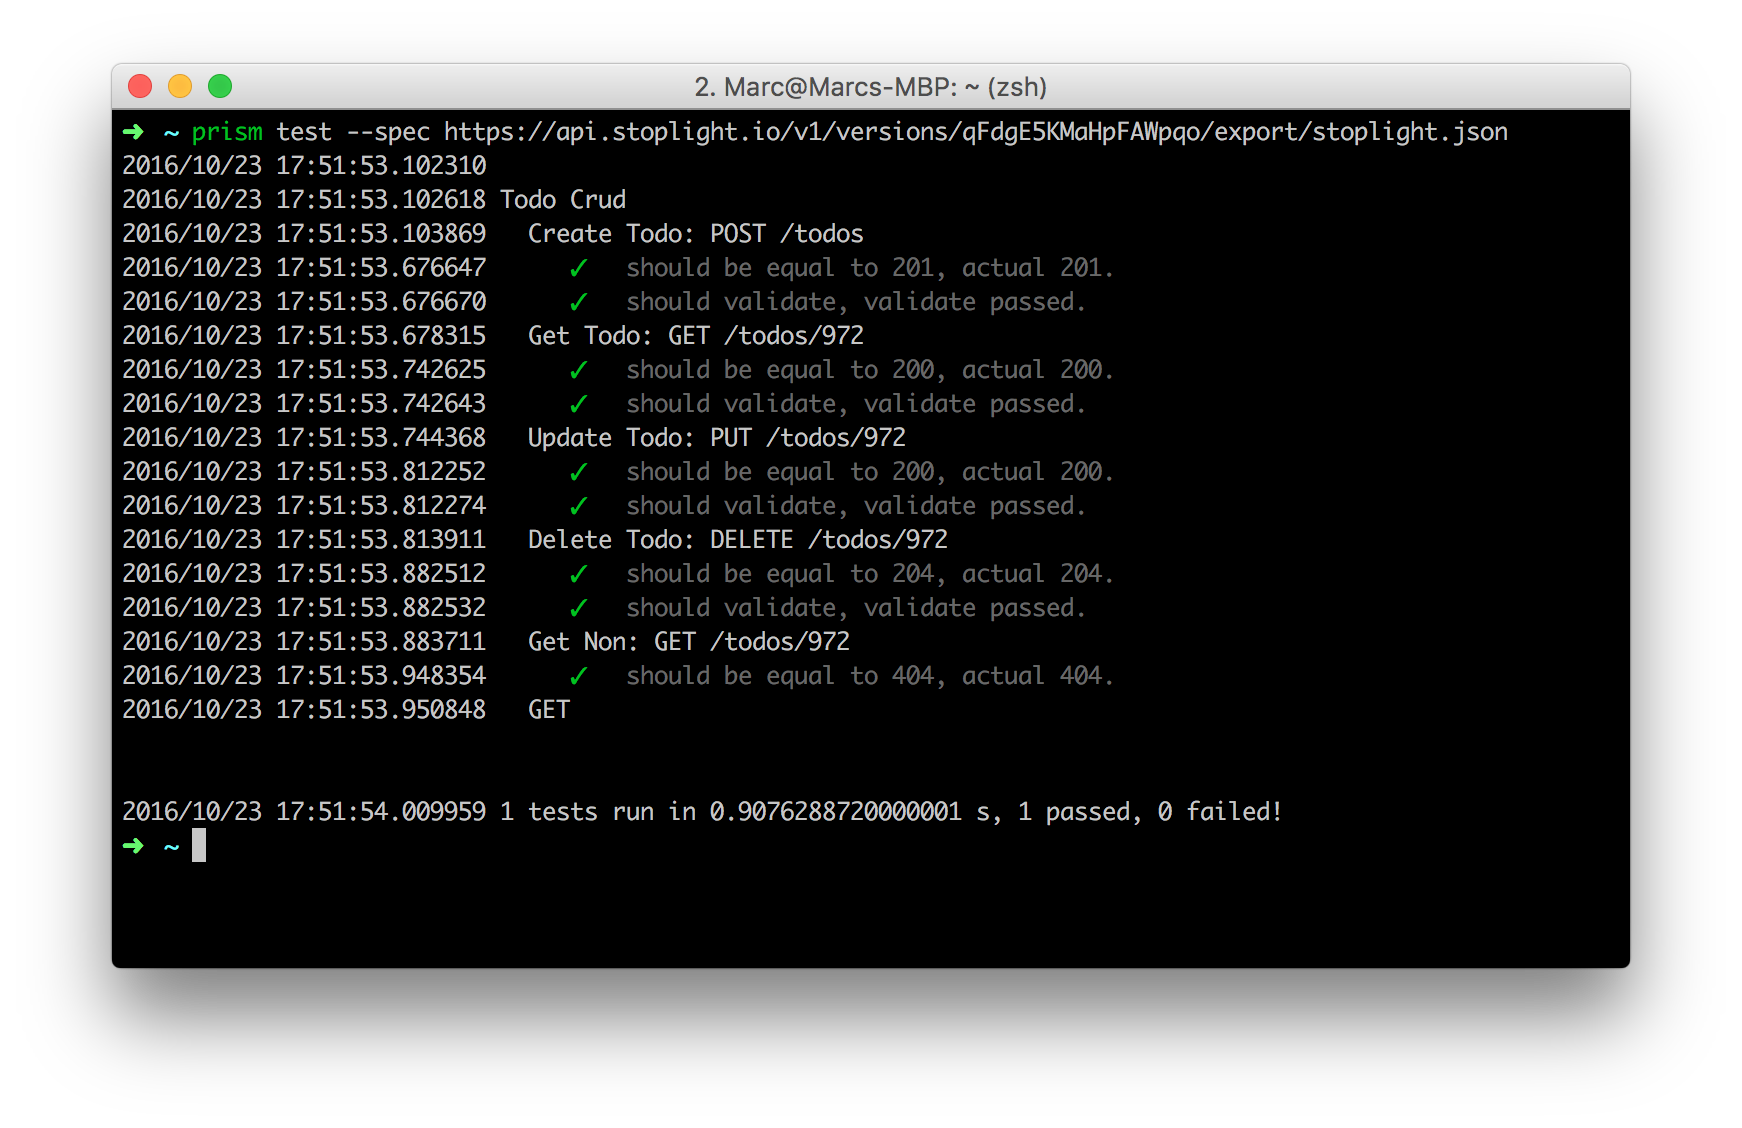 2. Marc@Marcs-MBP: ~ (zsh)
➜ ~ prism test --spec https://api.stoplight.io/v1/versions/qFdgE5KMaHpFAWpqo/export/stoplight.json
2016/10/23 17:51:53.102310
2016/10/23 17:51:53.102618 Todo Crud
2016/10/23 17:51:53.103869 Create Todo: POST /todos
2016/10/23 17:51:53.676647 ✓ should be equal to 201, actual 201.
2016/10/23 17:51:53.676670 ✓ should validate, validate passed.
2016/10/23 17:51:53.678315 Get Todo: GET /todos/972
2016/10/23 17:51:53.742625 ✓ should be equal to 200, actual 200.
2016/10/23 17:51:53.742643 ✓ should validate, validate passed.
2016/10/23 17:51:53.744368 Update Todo: PUT /todos/972
2016/10/23 17:51:53.812252 ✓ should be equal to 200, actual 200.
2016/10/23 17:51:53.812274 ✓ should validate, validate passed.
2016/10/23 17:51:53.813911 Delete Todo: DELETE /todos/972
2016/10/23 17:51:53.882512 ✓ should be equal to 204, actual 204.
2016/10/23 17:51:53.882532 ✓ should validate, validate passed.
2016/10/23 17:51:53.883711 Get Non: GET /todos/972
2016/10/23 17:51:53.948354 ✓ should be equal to 404, actual 404.
2016/10/23 17:51:53.950848 GET
2016/10/23 17:51:54.009959 1 tests run in 0.9076288720000001 s, 1 passed, 0 failed!
➜ ~